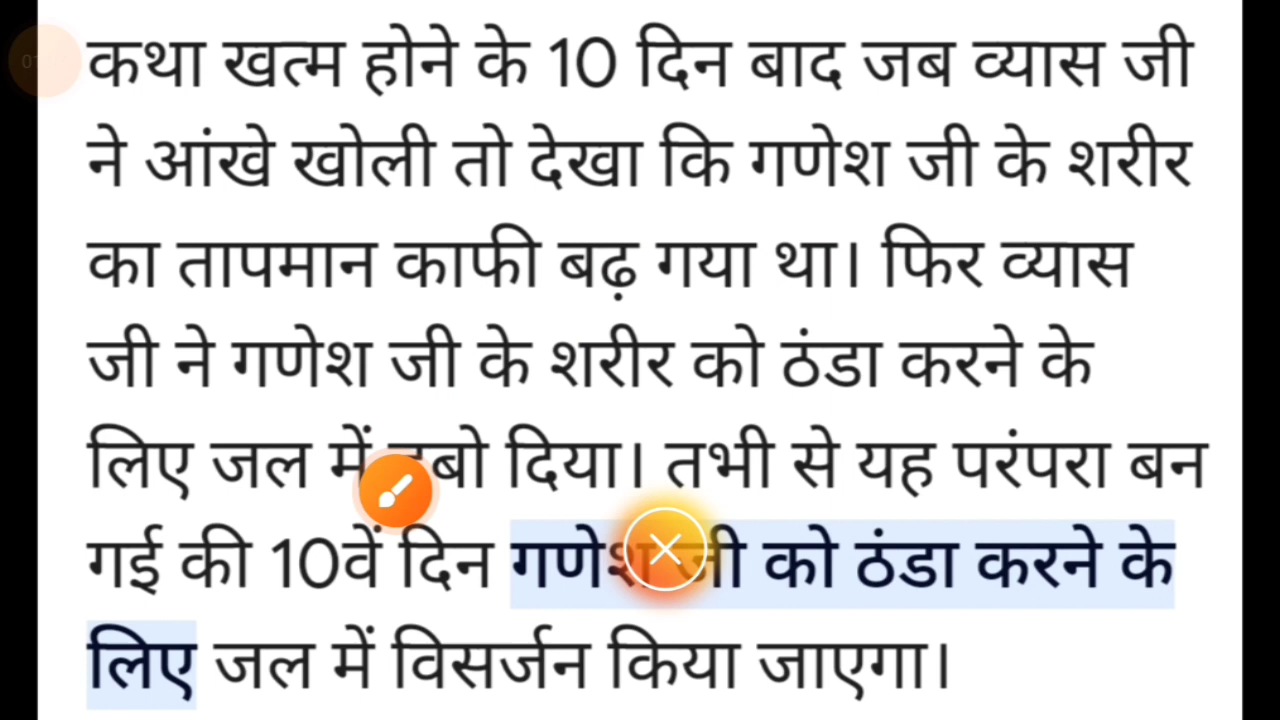 कथा खत्म होने के 10 दिन बाद जब व्यास जी
ने आंखे खोली तो देखा कि गणेश जी के शरीर
का तापमान काफी बढ़ गया था। फिर व्यास
जी ने गणेश जी के शरीर को ठंडा करने के
लिए जल में डुबो दिया। तभी से यह परंपरा बन
गई की 10वें दिन गणेश जी को ठंडा करने के
लिए जल में विसर्जन किया जाएगा।